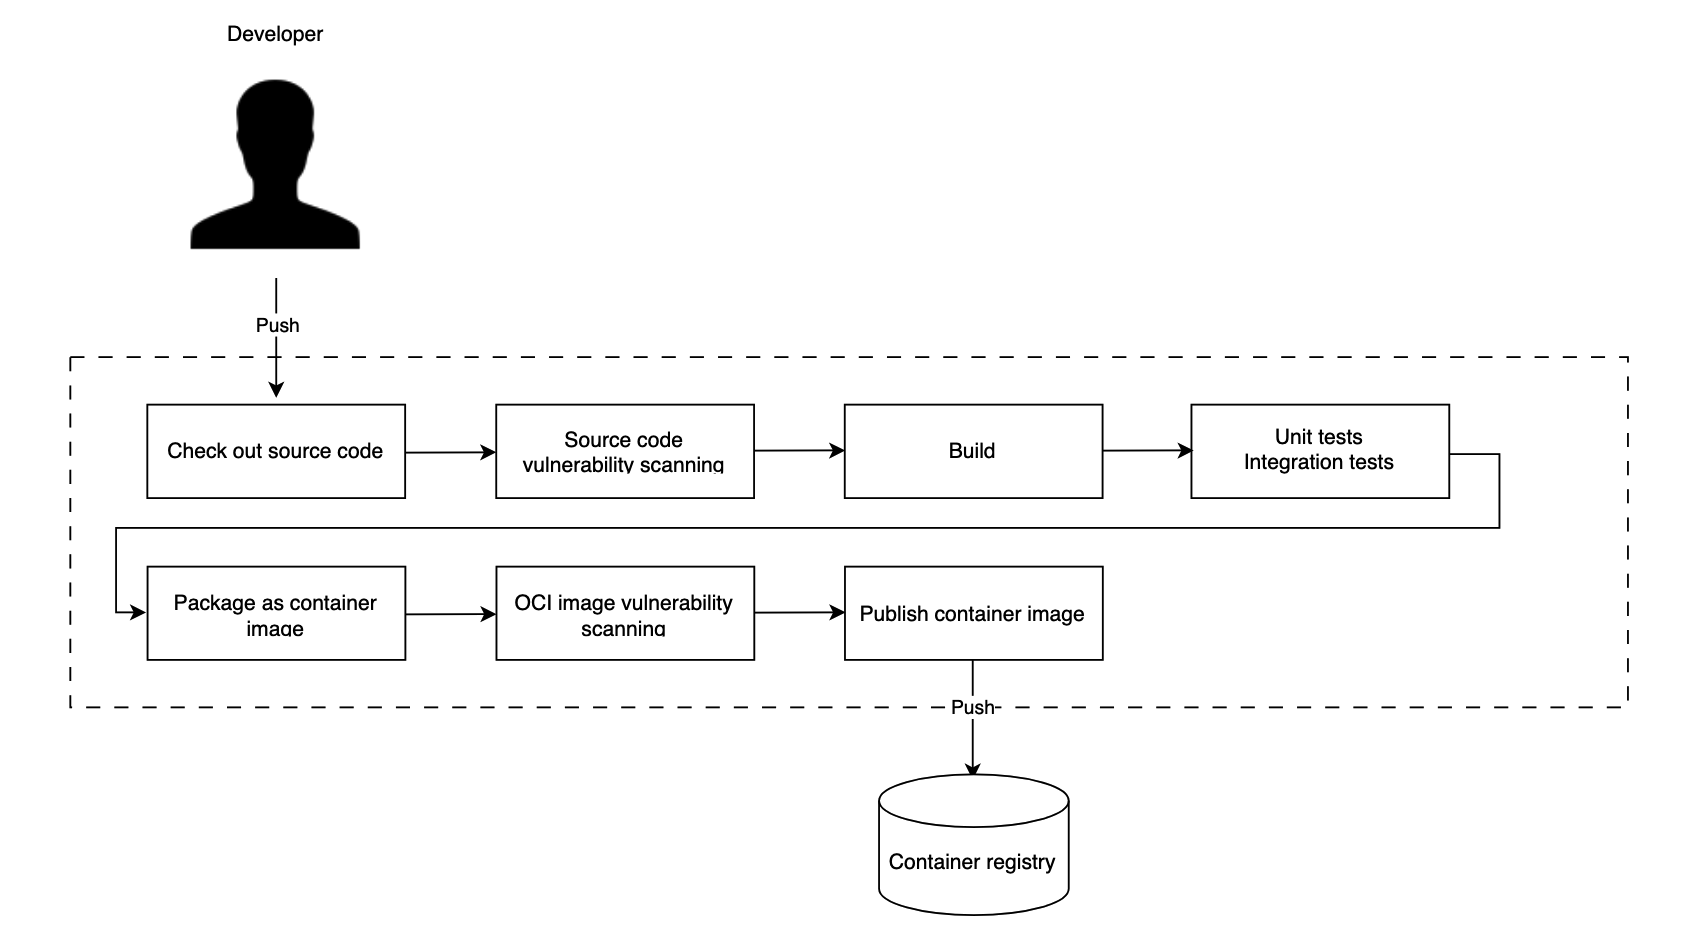 Developer
Push
Check out source code
Source code
vulnerability scanning
Build
Unit tests
Integration tests
Package as container
image
OCI image vulnerability
scanning
Publish container image
Push
Container registry